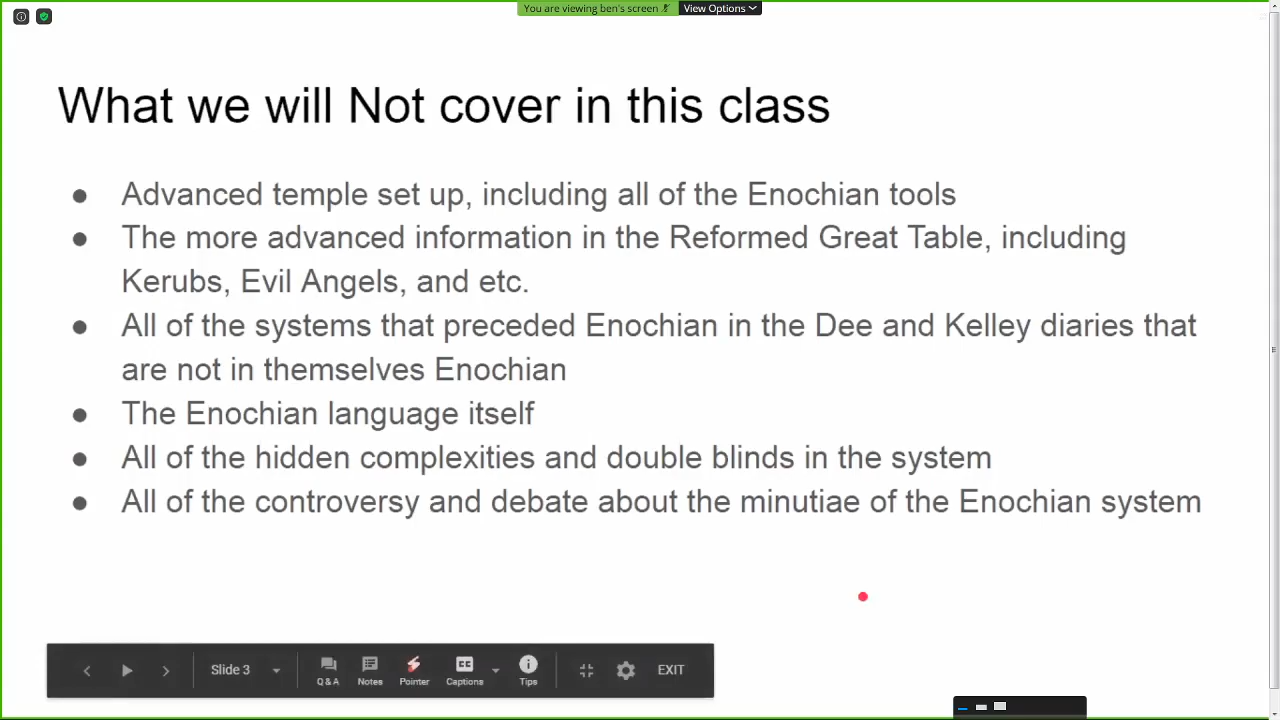 You are viewing ben's screen
View Options
What we will Not cover in this class
● Advanced temple set up, including all of the Enochian tools
● The more advanced information in the Reformed Great Table, including
Kerubs, Evil Angels, and etc.
● All of the systems that preceded Enochian in the Dee and Kelley diaries that
are not in themselves Enochian
● The Enochian language itself
● All of the hidden complexities and double blinds in the system
● All of the controversy and debate about the minutiae of the Enochian system
Slide 3
Q & A
Notes
Pointer
CC
Captions
Tips
EXIT